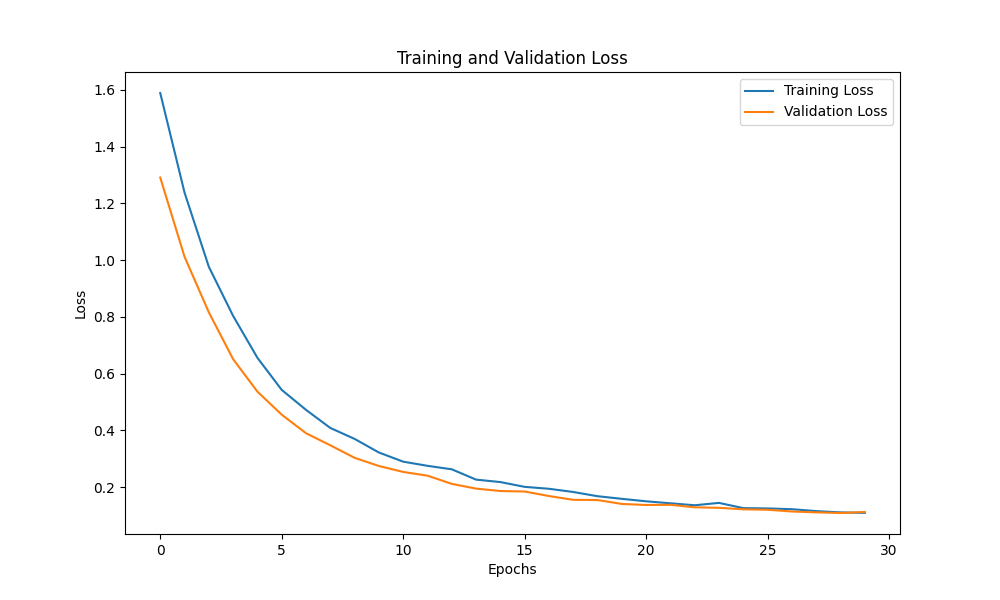 Training and Validation Loss
Training Loss
Validation Loss
1.6
1.4
1.2
1.0
0.8
0.6
0.4
0.2
Loss
0 5 10 15 20 25 30
Epochs